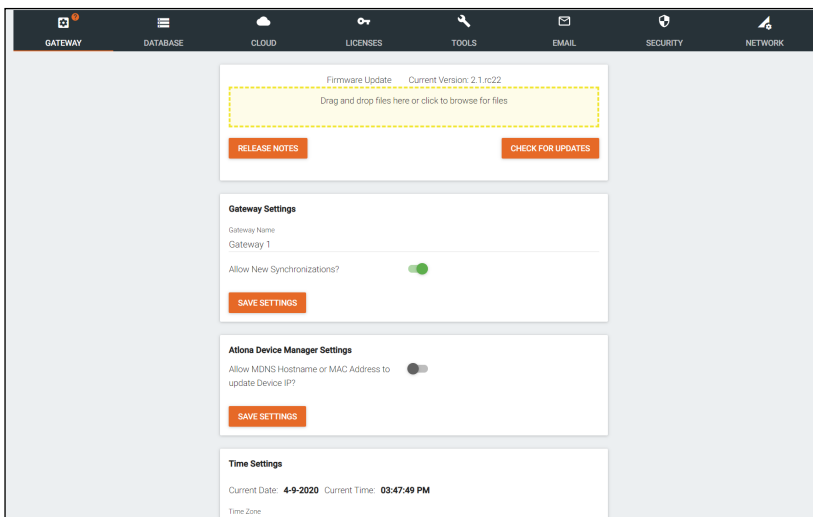 ?
GATEWAY DATABASE CLOUD LICENSES TOOLS EMAIL SECURITY NETWORK
Firmware Update Current Version: 2.1.rc22
Drag and drop files here or click to browse for files
RELEASE NOTES CHECK FOR UPDATES
Gateway Settings
Gateway Name
Gateway 1
Allow New Synchronizations?
SAVE SETTINGS
Atlona Device Manager Settings
Allow MDNS Hostname or MAC Address to
update Device IP?
SAVE SETTINGS
Time Settings
Current Date: 4-9-2020 Current Time: 03:47:49 PM
Time Zone